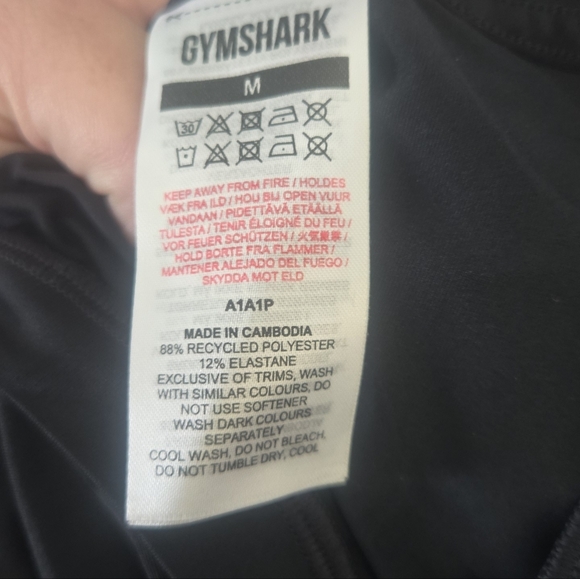 GYMSHARK
M
30
KEEP AWAY FROM FIRE / HOLDES
VÆK FRA ILD / HOU BIJ OPEN VUUR
VANDAAN / PIDETTÄVÄ ETÄÄLLÄ
TULESTA / TENIR ÉLOIGNÉ DU FEU /
VOR FEUER SCHÜTZEN / 火気厳禁 /
HOLD BORTE FRA FLAMMER /
MANTENER ALEJADO DEL FUEGO /
SKYDDA MOT ELD
A1A1P
MADE IN CAMBODIA
88% RECYCLED POLYESTER
12% ELASTANE
EXCLUSIVE OF TRIMS, WASH
WITH SIMILAR COLOURS, DO
NOT USE SOFTENER
WASH DARK COLOURS
SEPARATELY
COOL WASH, DO NOT BLEACH,
DO NOT TUMBLE DRY, COOL